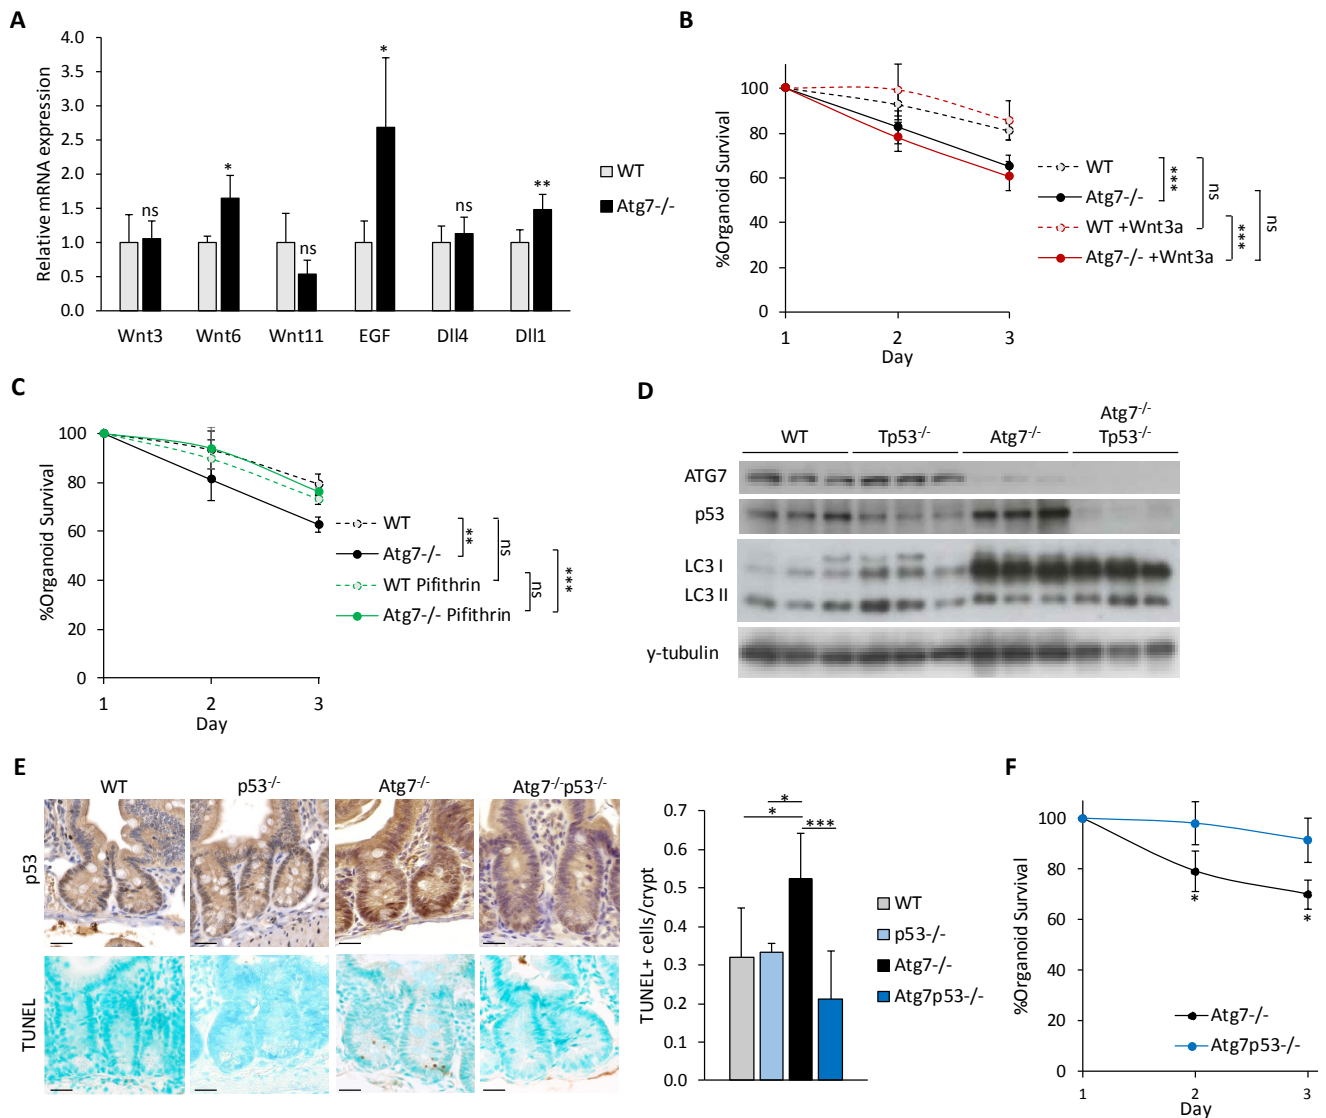 A
Relative mRNA expression
4.0
3.5
3.0
2.5
2.0
1.5
1.0
0.5
0.0
ns
*
ns
*
ns
**
Wnt3 Wnt6 Wnt11 EGF Dll4 Dll1
WT
Atg7-/-
B
%Organoid Survival
100
80
60
40
20
0
1 2 3
Day
WT
Atg7-/-
WT +Wnt3a
Atg7-/- +Wnt3a
***
ns
***
ns
C
%Organoid Survival
100
80
60
40
20
0
1 2 3
Day
WT
Atg7-/-
WT Pifithrin
Atg7-/- Pifithrin
**
ns
ns
***
D
WT Tp53-/- Atg7-/- Atg7-/-
Tp53-/-
ATG7
p53
LC3 I
LC3 II
γ-tubulin
E
WT p53-/- Atg7-/- Atg7-/-p53-/-
p53
TUNEL
TUNEL+ cells/crypt
0.7
0.6
0.5
0.4
0.3
0.2
0.1
0.0
*
*
***
WT
p53-/-
Atg7-/-
Atg7p53-/-
F
%Organoid Survival
100
80
60
40
20
0
1 2 3
Day
*
*
Atg7-/-
Atg7p53-/-